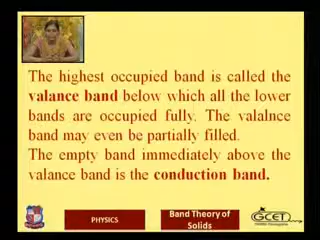 The highest occupied band is called the
valance band below which all the lower
bands are occupied fully. The valalnce
band may even be partially filled.
The empty band immediately above the
valance band is the conduction band.
PHYSICS
Band Theory of
Solids
GCET